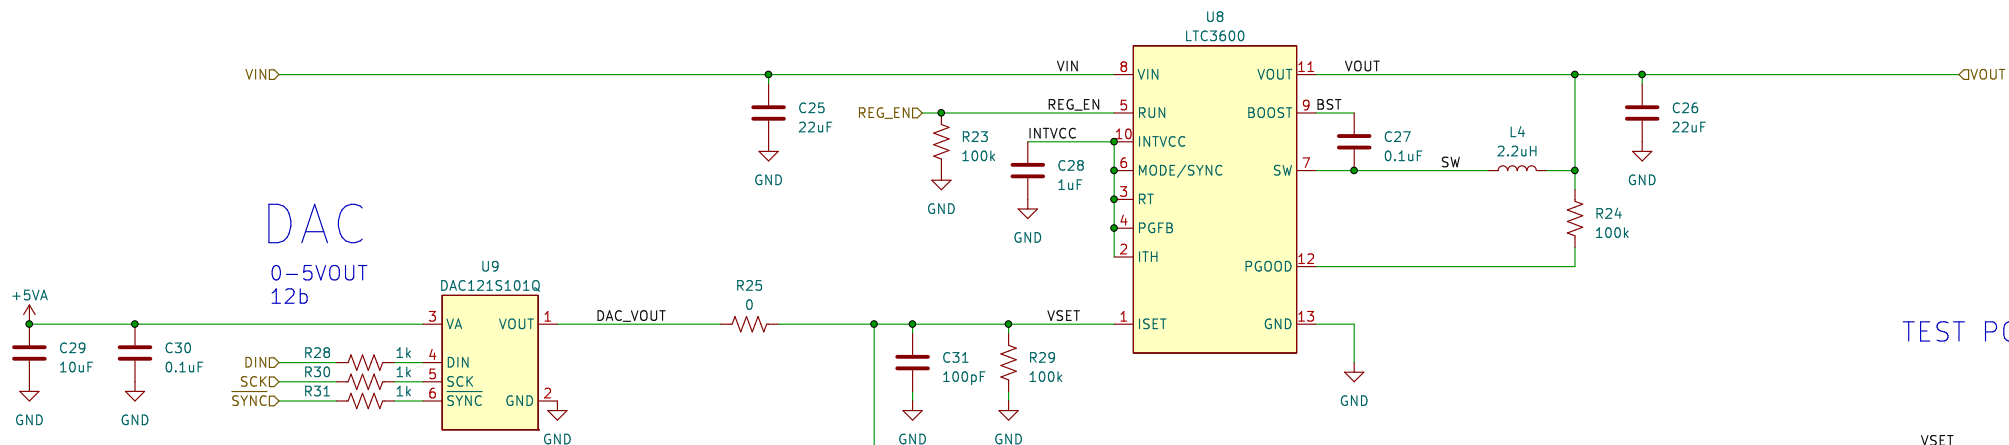 U8
LTC3600
VIN
VIN
8
VIN
VOUT
11
VOUT
VOUT
C25
22uF
GND
REG_EN
REG_EN
5
RUN
BOOST
9
BST
C26
22uF
GND
R23
100k
GND
INTVCC
10
INTVCC
C28
1uF
GND
C27
0.1uF
L4
2.2uH
6
MODE/SYNC
SW
7
SW
3
RT
4
PGFB
2
ITH
R24
100k
PGOOD
12
DAC
0-5VOUT
12b
U9
DAC121S101Q
+5VA
R25
0
3
VA
VOUT
1
DAC_VOUT
VSET
1
ISET
GND
13
GND
TEST PO
C29
10uF
GND
C30
0.1uF
GND
DIN
R28
1k
4
DIN
SCK
R30
1k
5
SCK
SYNC
R31
1k
6
SYNC
GND
2
GND
C31
100pF
GND
R29
100k
GND
VSET